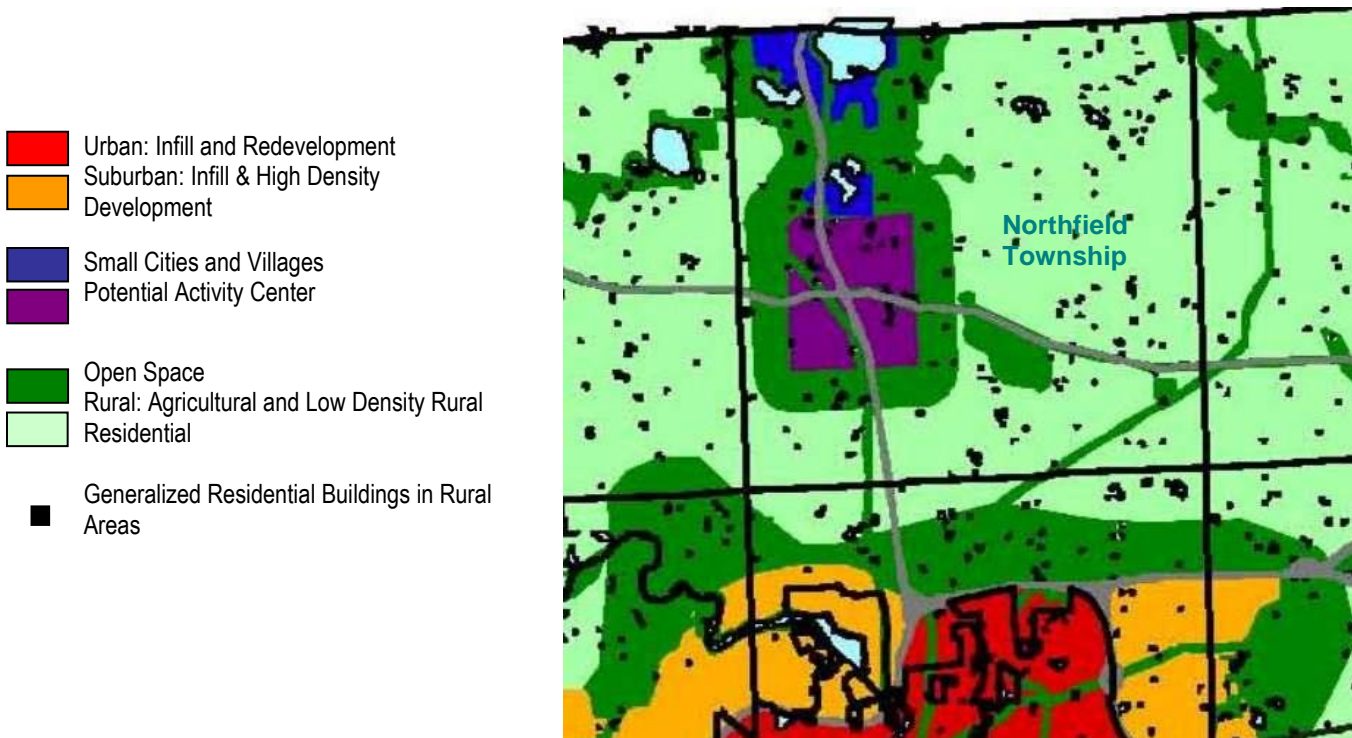 Urban: Infill and Redevelopment
Suburban: Infill & High Density
Development
Small Cities and Villages
Potential Activity Center
Open Space
Rural: Agricultural and Low Density Rural
Residential
Generalized Residential Buildings in Rural
Areas
Northfield
Township